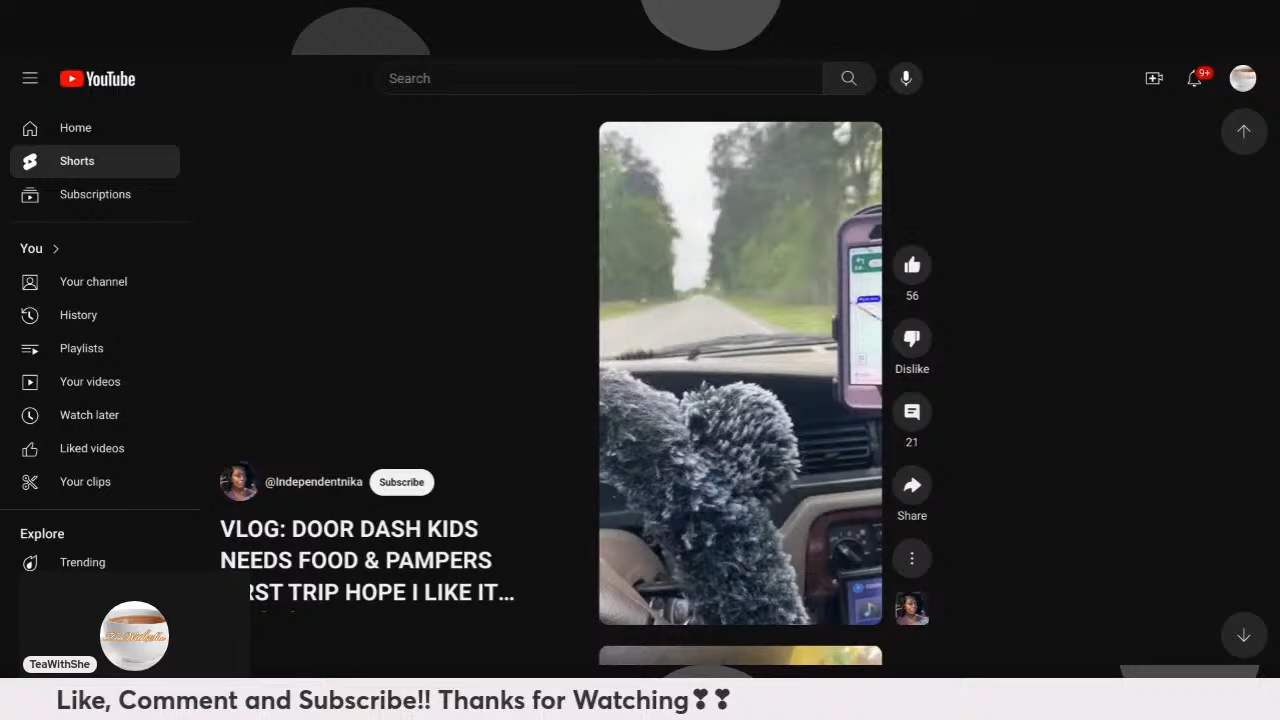 YouTube
Search
9+
Home
Shorts
Subscriptions
You
Your channel
History
Playlists
Your videos
Watch later
Liked videos
Your clips
Explore
Trending
56
Dislike
21
Share
@Independentnika
Subscribe
VLOG: DOOR DASH KIDS
NEEDS FOOD & PAMPERS
TRIP HOPE I LIKE IT...
TeaWithShe
TeaWithShe
Like, Comment and Subscribe!! Thanks for Watching❣❣